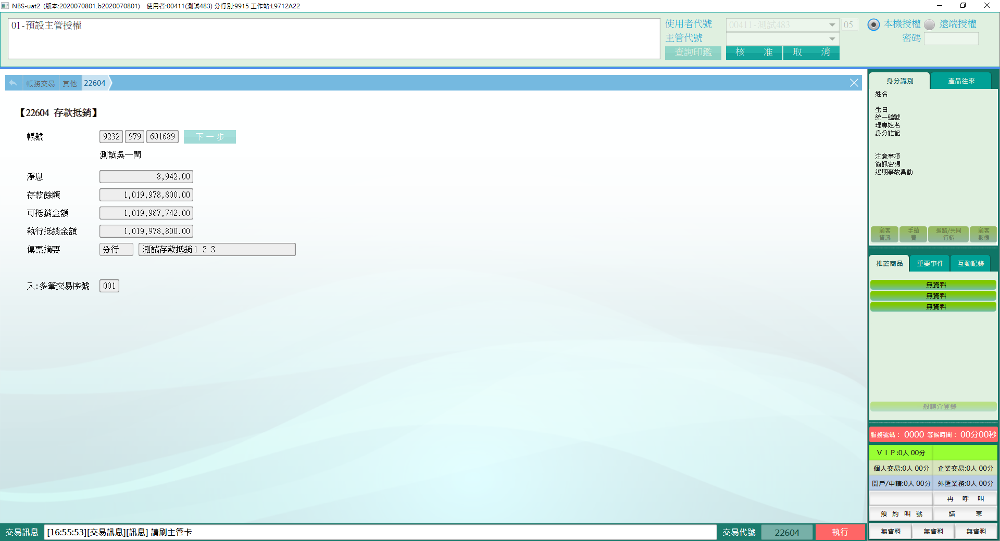 NBS-uat2 (版本:2020070801.b2020070801) 使用者:00411(測試483) 分行別:9915 工作站:L9712A22
01-預設主管授權
使用者代號 00411-測試483 05 本機授權 遠端授權
主管代號 密碼
查詢印鑑 核 准 取 消
帳務交易 其他 22604
【22604 存款抵銷】
帳號 9232 979 601689 下一步
測試吳一閩
淨息 8,942.00
存款餘額 1,019,978,800.00
可抵銷金額 1,019,987,742.00
執行抵銷金額 1,019,978,800.00
傳票摘要 分行 測試存款抵銷１２３
入:多筆交易序號 001
身分識別 產品往來
姓名
生日
統一編號
理專姓名
身分註記
注意事項
簡訊密碼
近期事故異動
顧客資訊 手續費 通路/共同行銷 顧客影像
推薦商品 重要事件 互動記錄
無資料
無資料
無資料
一般轉介登錄
服務號碼： 0000 等候時間： 00分00秒
ＶＩＰ:0人 00分
個人交易:0人 00分 企業交易:0人 00分
開戶/申請:0人 00分 外匯業務:0人 00分
再 呼 叫
預 約 叫 號 結 束
無資料 無資料 無資料
交易訊息 [16:55:53][交易訊息][訊息] 請刷主管卡 交易代號 22604 執行